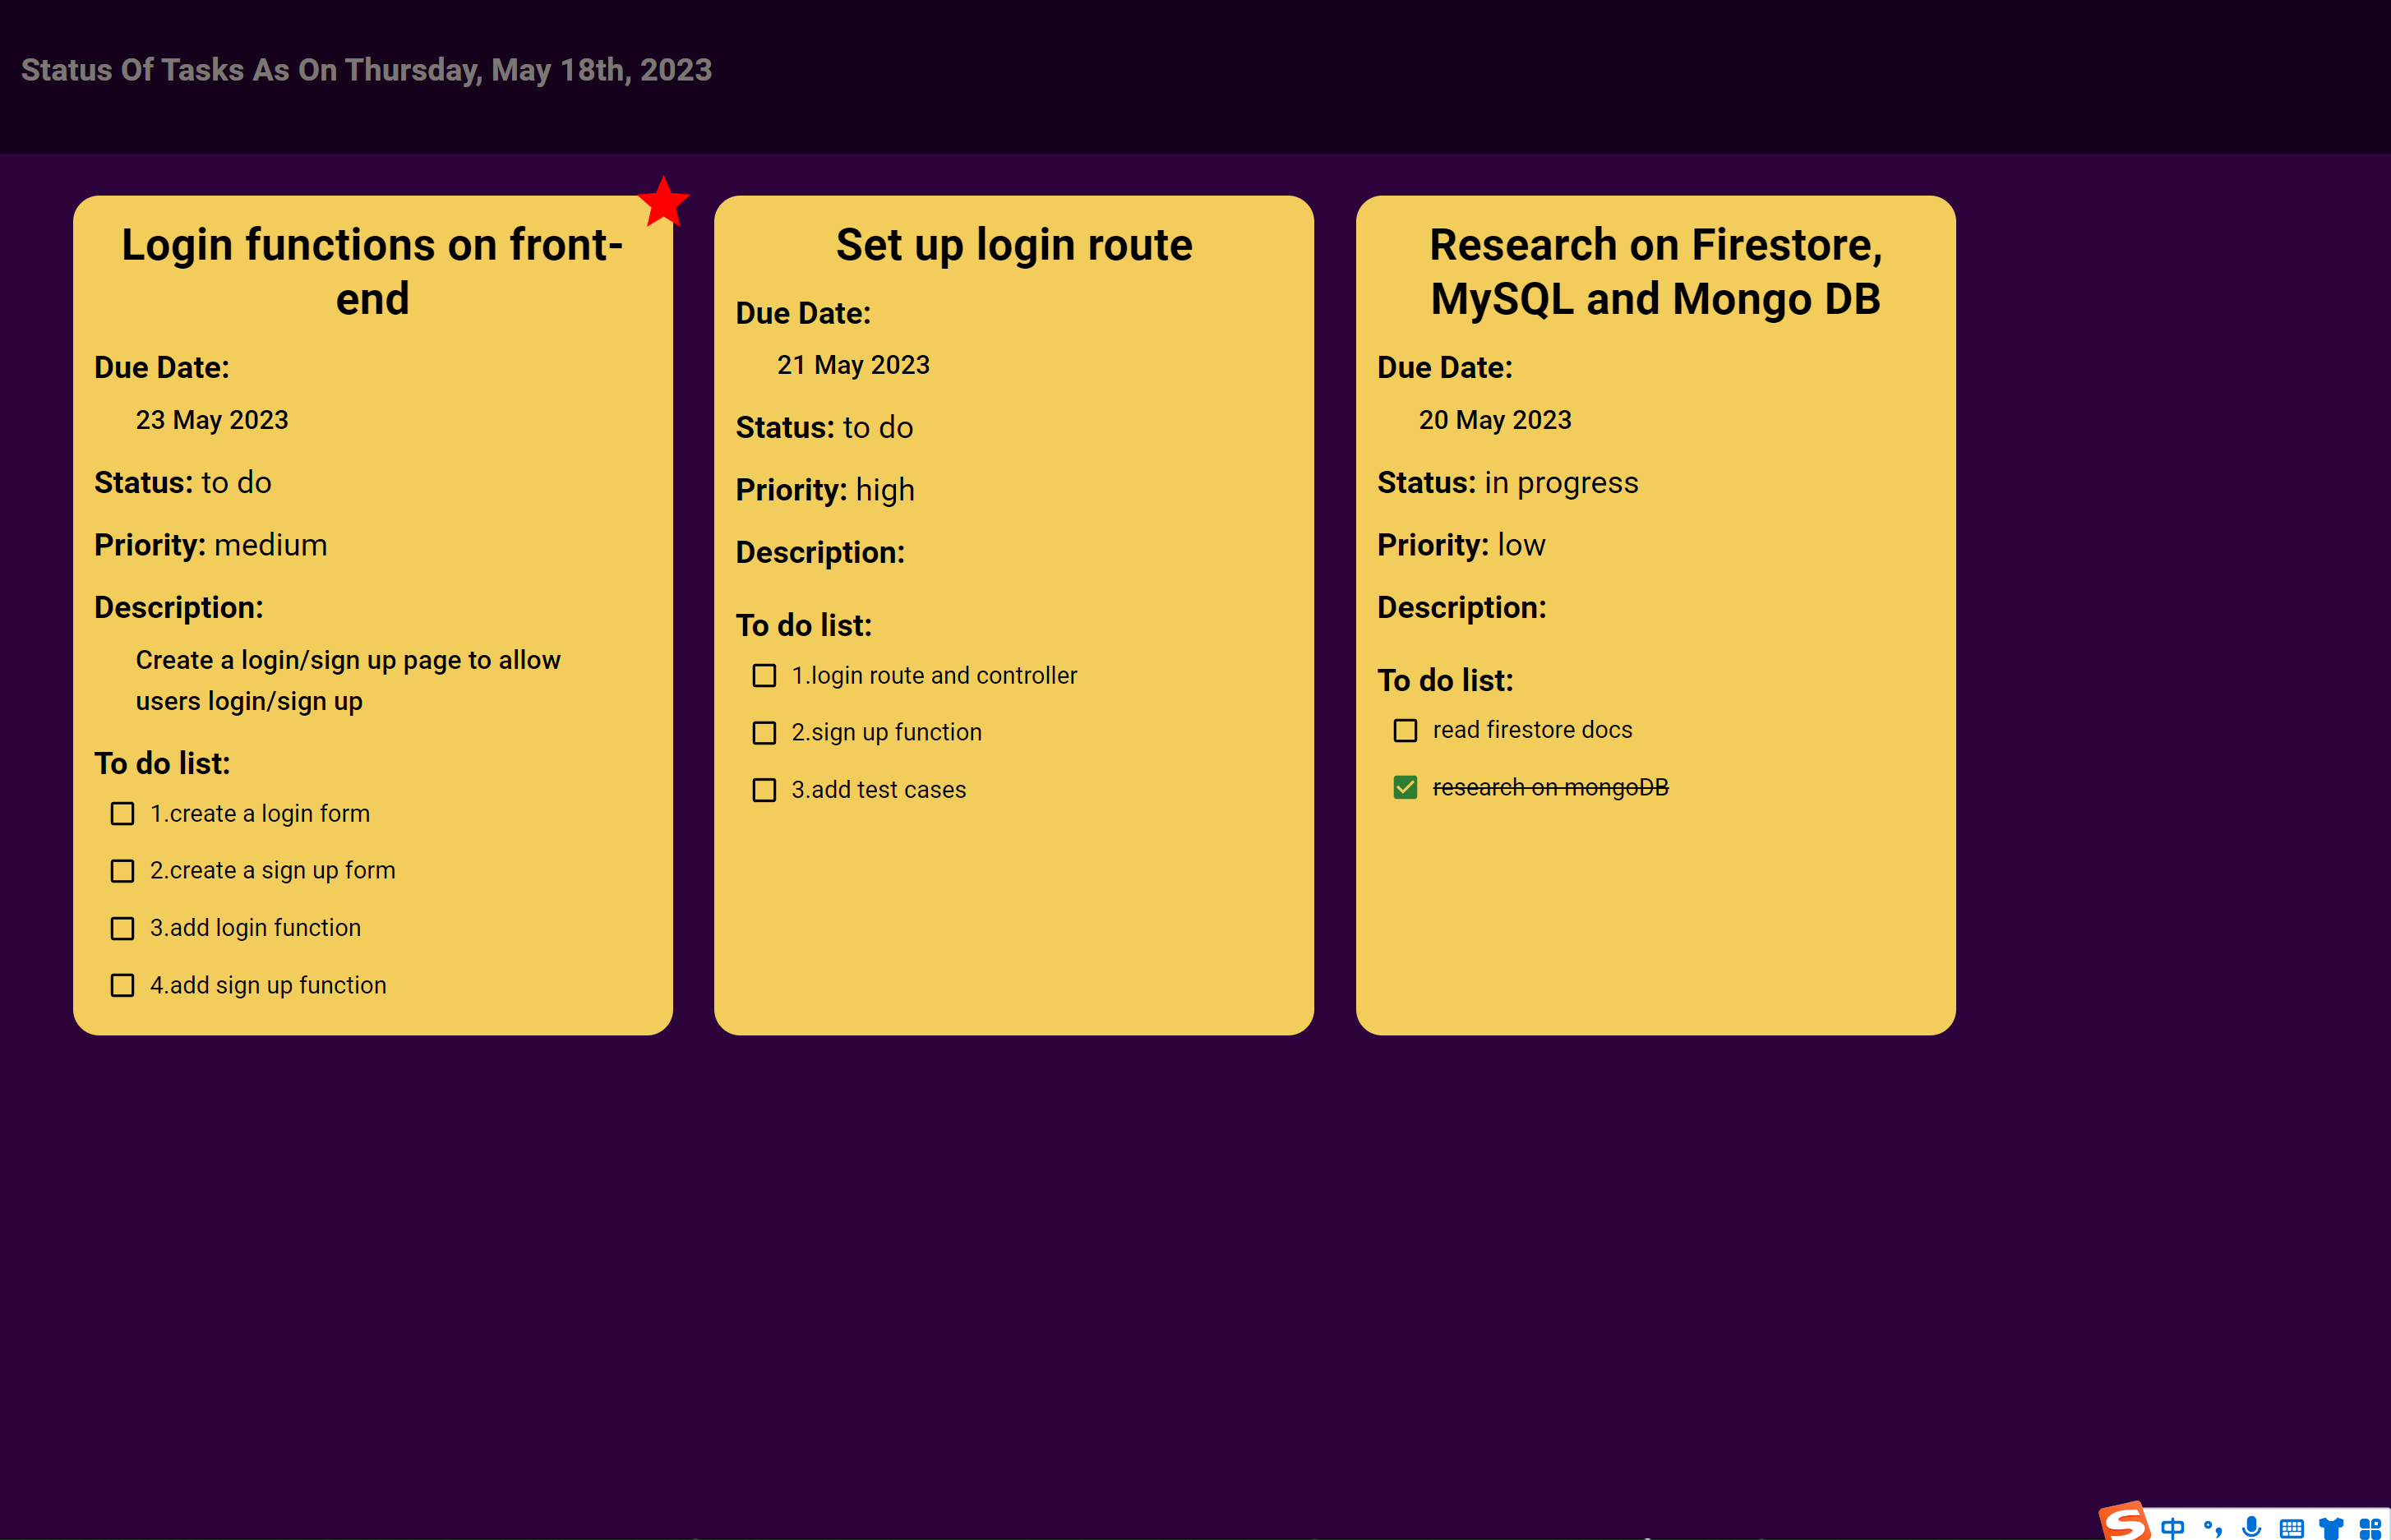 Status Of Tasks As On Thursday, May 18th, 2023
Login functions on front-
end
Due Date:
23 May 2023
Status: to do
Priority: medium
Description:
Create a login/sign up page to allow
users login/sign up
To do list:
1.create a login form
2.create a sign up form
3.add login function
4.add sign up function
Set up login route
Due Date:
21 May 2023
Status: to do
Priority: high
Description:
To do list:
1.login route and controller
2.sign up function
3.add test cases
Research on Firestore,
MySQL and Mongo DB
Due Date:
20 May 2023
Status: in progress
Priority: low
Description:
To do list:
read firestore docs
research on mongoDB
S 中